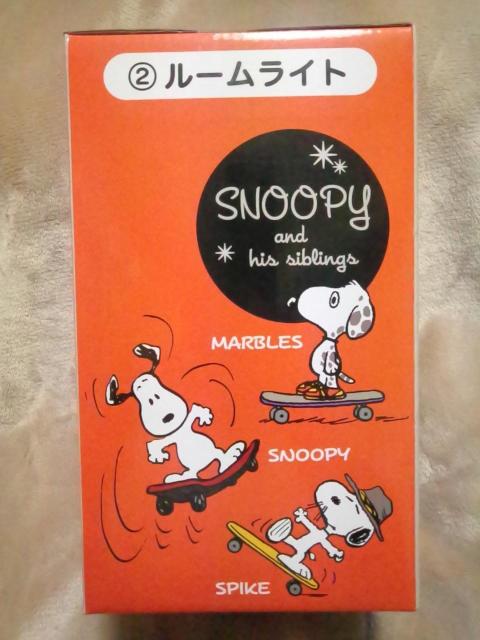 ② ルームライト
SNOOPY
and
his siblings
MARBLES
SNOOPY
SPIKE